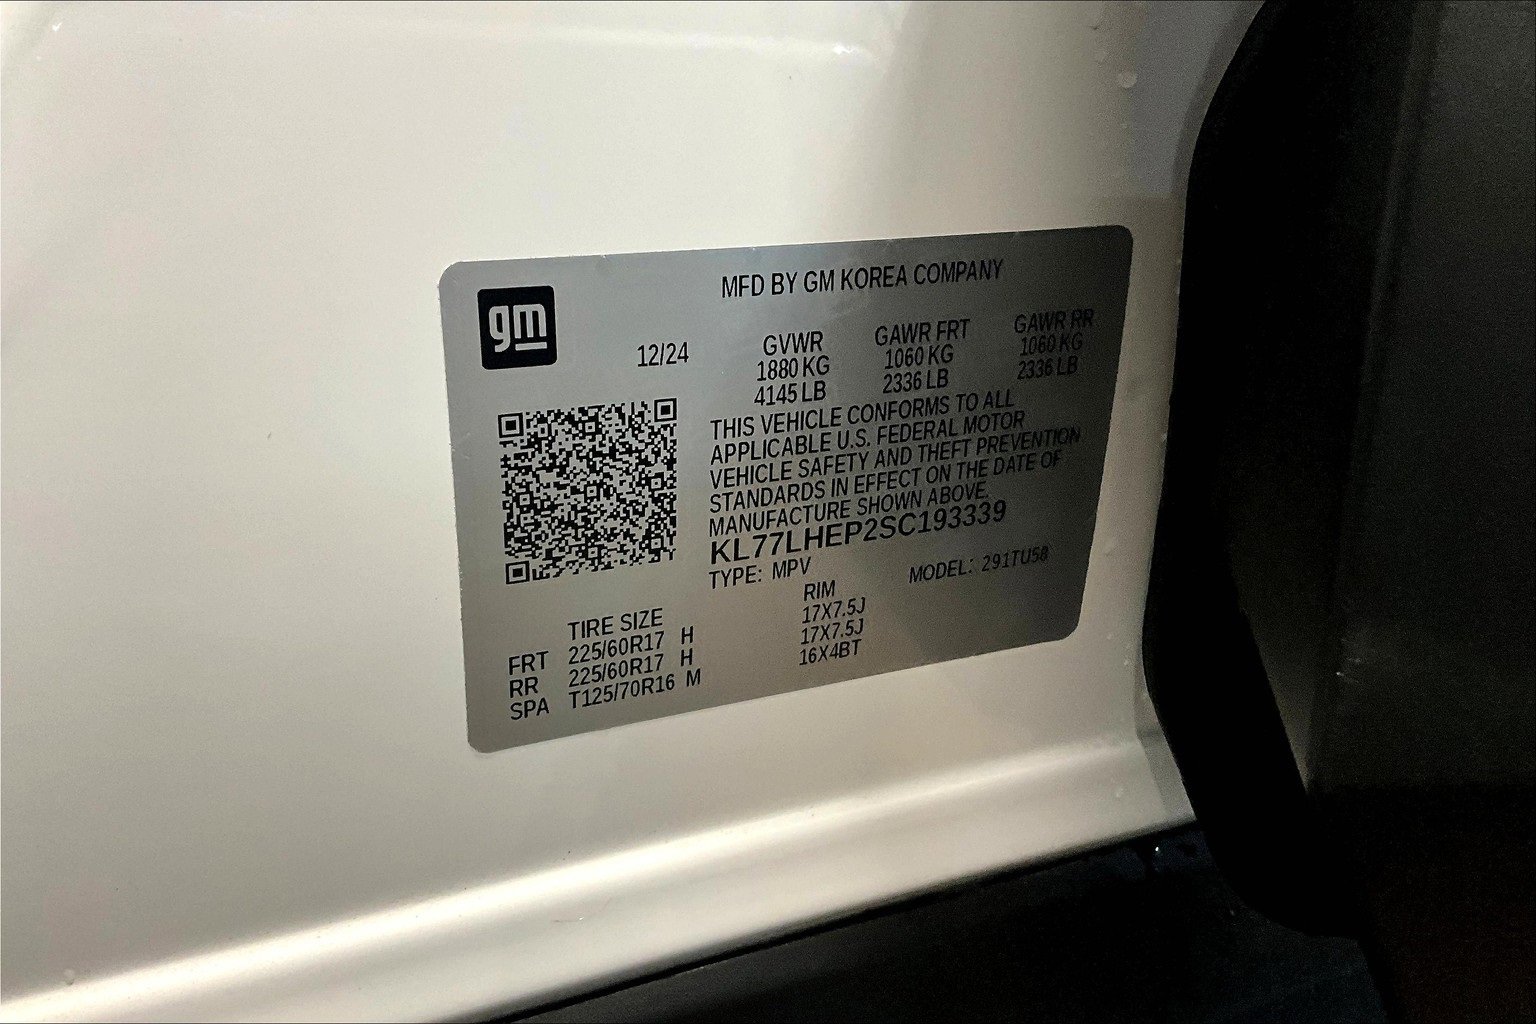 gm
MFD BY GM KOREA COMPANY
12/24
GVWR GAWR FRT GAWR RR
1880 KG 1060 KG 1060 KG
4145 LB 2336 LB 2336 LB
THIS VEHICLE CONFORMS TO ALL
APPLICABLE U.S. FEDERAL MOTOR
VEHICLE SAFETY AND THEFT PREVENTION
STANDARDS IN EFFECT ON THE DATE OF
MANUFACTURE SHOWN ABOVE.
KL77LHEP2SC193339
TYPE: MPV MODEL: 291TU58
TIRE SIZE RIM
FRT 225/60R17 H 17X7.5J
RR 225/60R17 H 17X7.5J
SPA T125/70R16 M 16X4BT